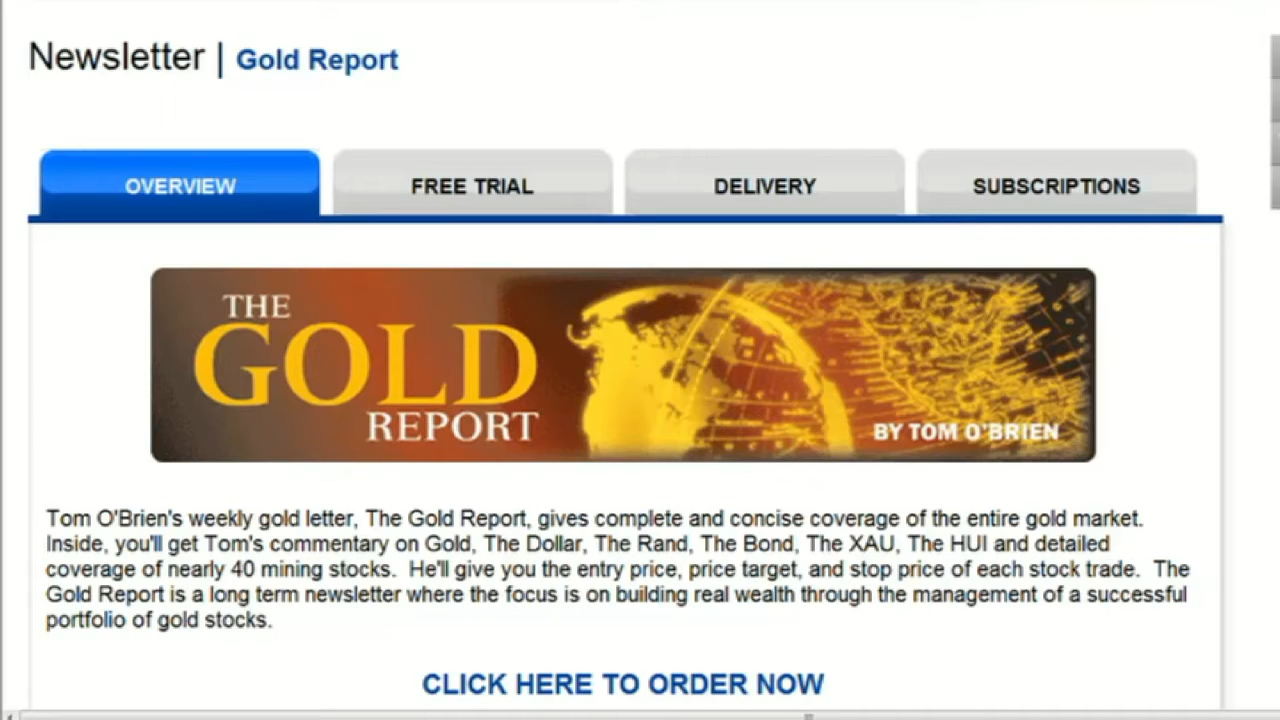 Newsletter | Gold Report
OVERVIEW
FREE TRIAL
DELIVERY
SUBSCRIPTIONS
THE
GOLD
REPORT
BY TOM O'BRIEN
Tom O'Brien's weekly gold letter, The Gold Report, gives complete and concise coverage of the entire gold market.
Inside, you'll get Tom's commentary on Gold, The Dollar, The Rand, The Bond, The XAU, The HUI and detailed
coverage of nearly 40 mining stocks.  He'll give you the entry price, price target, and stop price of each stock trade.  The
Gold Report is a long term newsletter where the focus is on building real wealth through the management of a successful
portfolio of gold stocks.
CLICK HERE TO ORDER NOW